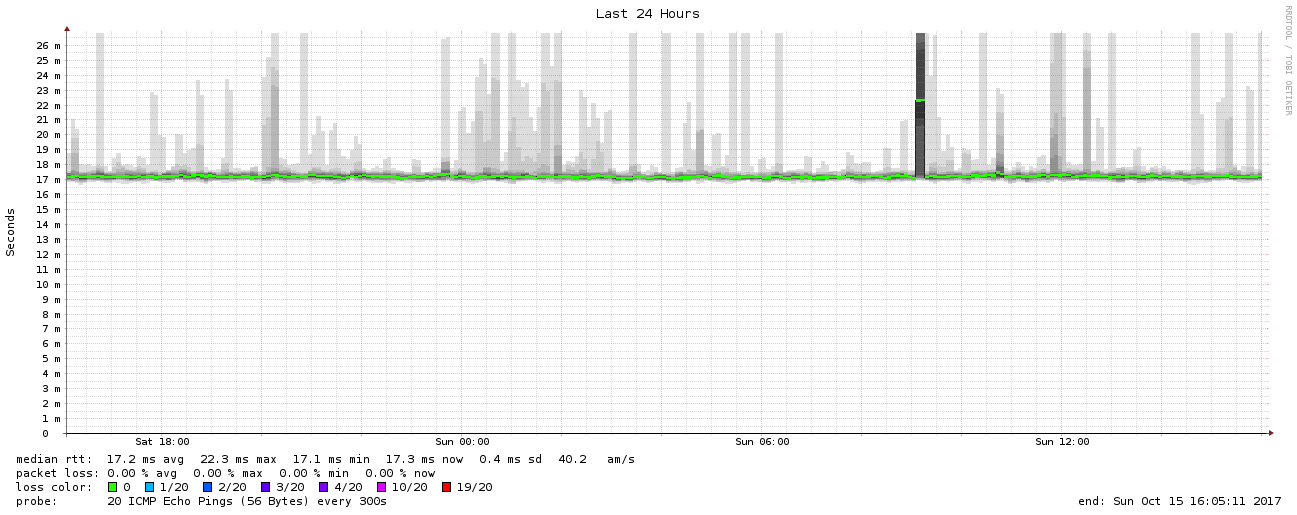 Last 24 Hours
RRDTOOL / TOBI OETIKER
Seconds
26 m
25 m
24 m
23 m
22 m
21 m
20 m
19 m
18 m
17 m
16 m
15 m
14 m
13 m
12 m
11 m
10 m
9 m
8 m
7 m
6 m
5 m
4 m
3 m
2 m
1 m
0
Sat 18:00 Sun 00:00 Sun 06:00 Sun 12:00
median rtt: 17.2 ms avg 22.3 ms max 17.1 ms min 17.3 ms now 0.4 ms sd 40.2 am/s
packet loss: 0.00 % avg 0.00 % max 0.00 % min 0.00 % now
loss color: 0 1/20 2/20 3/20 4/20 10/20 19/20
probe: 20 ICMP Echo Pings (56 Bytes) every 300s end: Sun Oct 15 16:05:11 2017